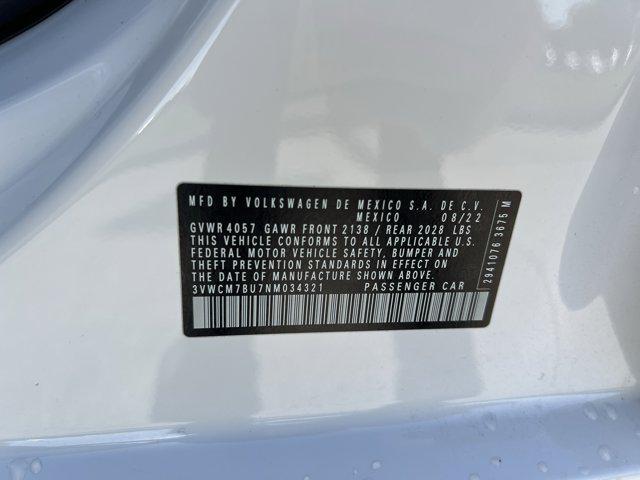 MFD BY VOLKSWAGEN DE MEXICO S.A. DE C.V.
MEXICO 08/22
GVWR 4057 GAWR FRONT 2138 / REAR 2028 LBS
THIS VEHICLE CONFORMS TO ALL APPLICABLE U.S.
FEDERAL MOTOR VEHICLE SAFETY, BUMPER AND
THEFT PREVENTION STANDARDS IN EFFECT
ON THE DATE OF MANUFACTURE SHOWN ABOVE.
3VWCM7BU7NM034321 PASSENGER CAR
2941076 3675 M